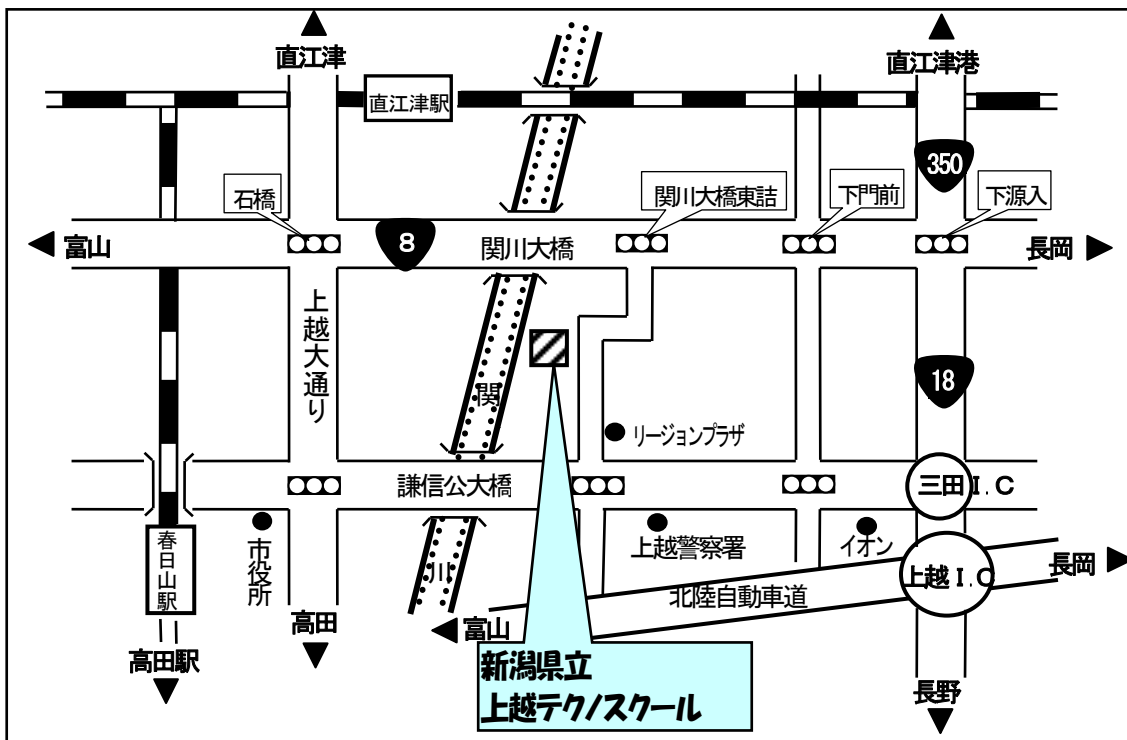 直江津
直江津港
直江津駅
350
石橋
関川大橋東詰
下門前
下源入
富山
8
関川大橋
長岡
上越大通り
関
18
リージョンプラザ
謙信公大橋
三田I.C
春日山駅
市役所
上越警察署
イオン
川
上越I.C
長岡
北陸自動車道
高田
富山
高田駅
新潟県立
上越テクノスクール
長野